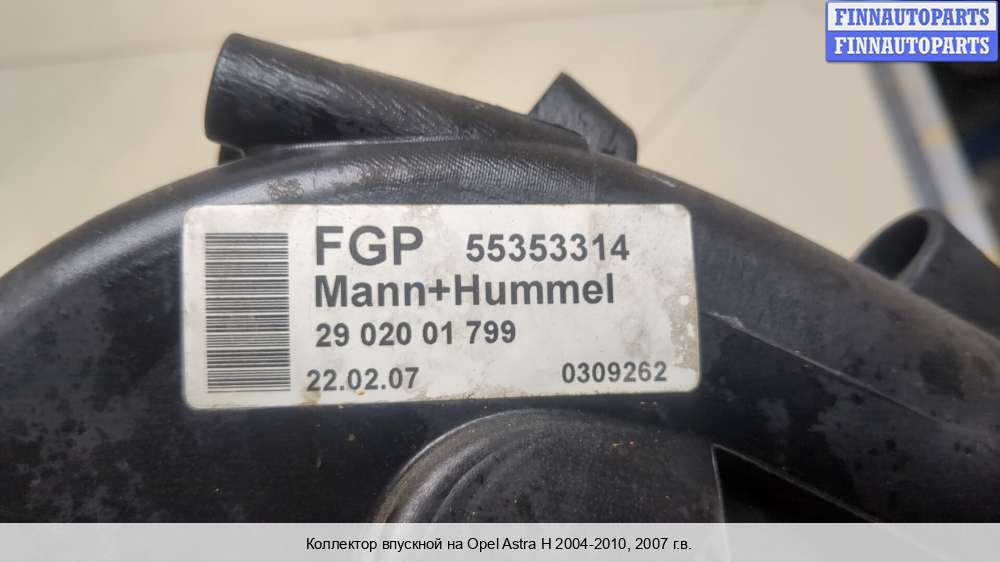 FINNAUTOPARTS
FINNAUTOPARTS
FGP 55353314
Mann+Hummel
29 020 01 799
22.02.07 0309262
Коллектор впускной на Opel Astra H 2004-2010, 2007 г.в.